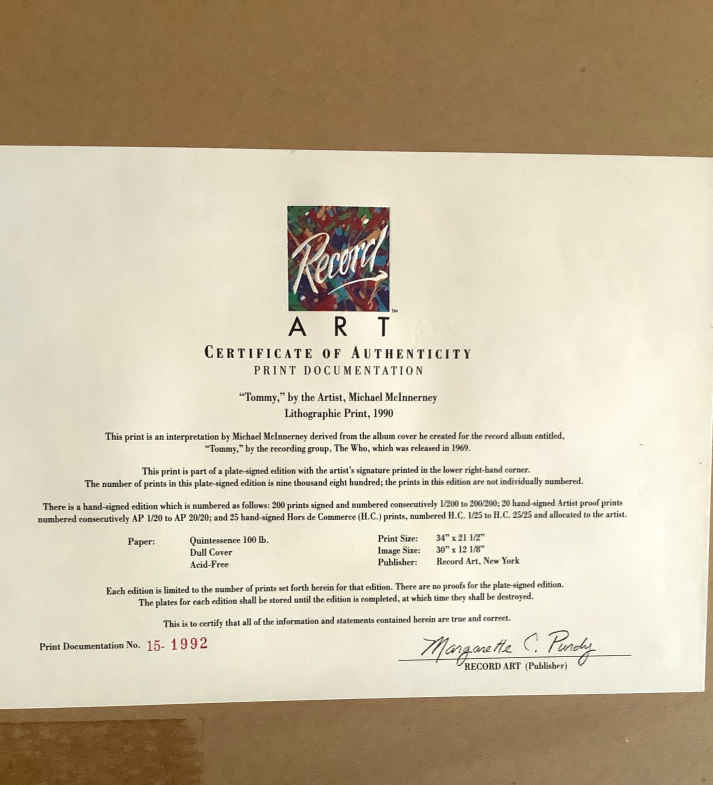 Record
ART™
CERTIFICATE OF AUTHENTICITY
PRINT DOCUMENTATION
“Tommy,” by the Artist, Michael McInnerney
Lithographic Print, 1990
This print is an interpretation by Michael McInnerney derived from the album cover he created for the record album entitled,
“Tommy,” by the recording group, The Who, which was released in 1969.
This print is part of a plate-signed edition with the artist's signature printed in the lower right-hand corner.
The number of prints in this plate-signed edition is nine thousand eight hundred; the prints in this edition are not individually numbered.
There is a hand-signed edition which is numbered as follows: 200 prints signed and numbered consecutively 1/200 to 200/200; 20 hand-signed Artist proof prints
numbered consecutively AP 1/20 to AP 20/20; and 25 hand-signed Hors de Commerce (H.C.) prints, numbered H.C. 1/25 to H.C. 25/25 and allocated to the artist.
Paper: Quintessence 100 lb. Print Size: 34” x 21 1/2”
Dull Cover Image Size: 30” x 12 1/8”
Acid-Free Publisher: Record Art, New York
Each edition is limited to the number of prints set forth herein for that edition. There are no proofs for the plate-signed edition.
The plates for each edition shall be stored until the edition is completed, at which time they shall be destroyed.
This is to certify that all of the information and statements contained herein are true and correct.
Print Documentation No. 15- 1992
Margarette C. Purdy
RECORD ART (Publisher)